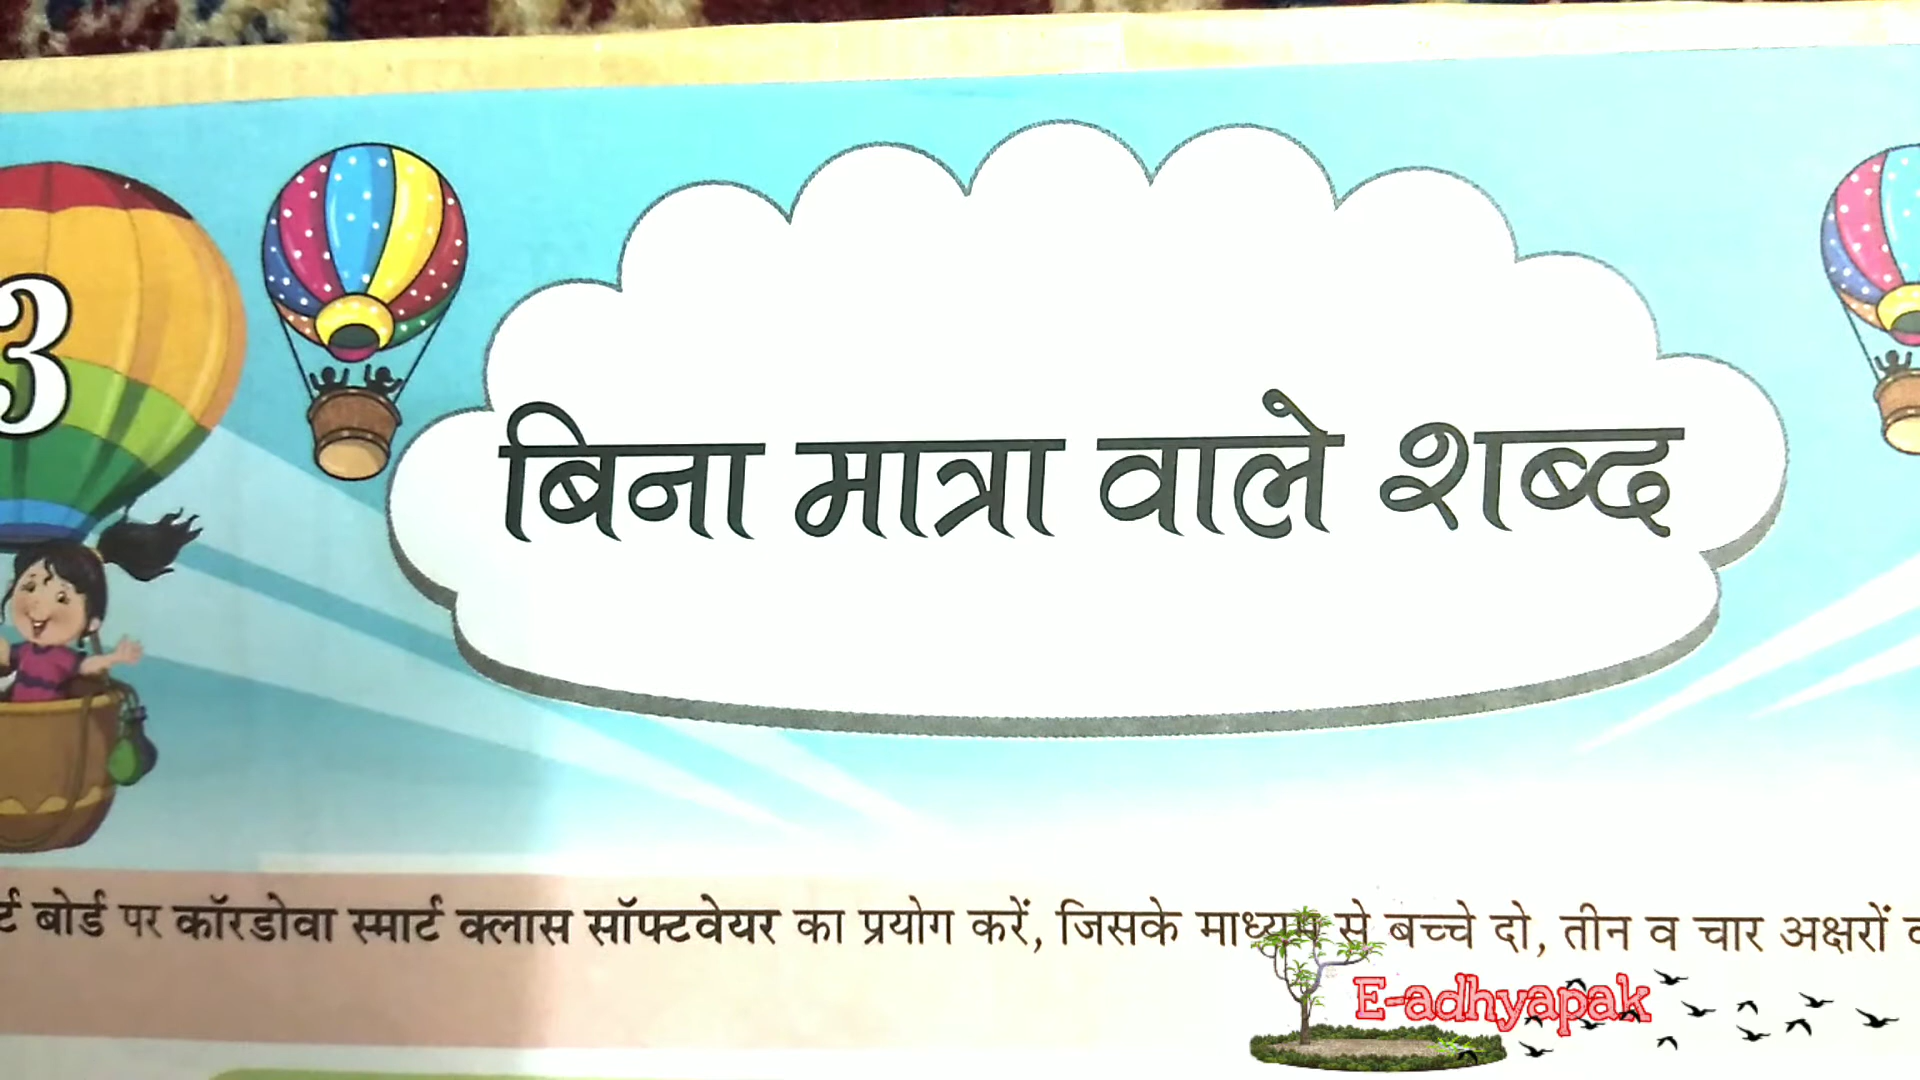 3
बिना मात्रा वाले शब्द
बोर्ड पर कॉरडोवा स्मार्ट क्लास सॉफ्टवेयर का प्रयोग करें, जिसके माध्यम से बच्चे दो, तीन व चार अक्षरों
E-adhyapak